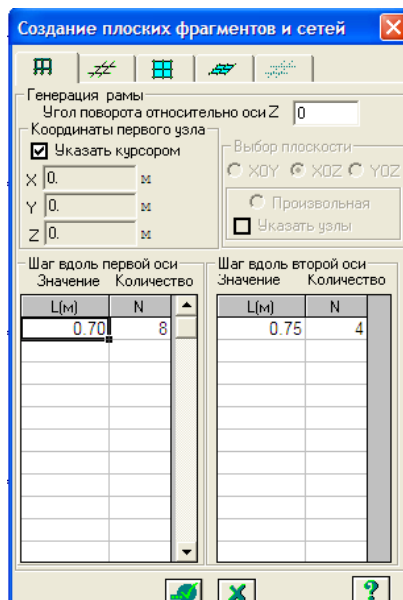 Создание плоских фрагментов и сетей
Генерация рамы
Угол поворота относительно оси Z 0
Координаты первого узла
Указать курсором
X 0. м
Y 0. м
Z 0. м
Выбор плоскости
XOY XOZ YOZ
Произвольная
Указать узлы
Шаг вдоль первой оси
Значение Количество
L(м) N
0.70 8
Шаг вдоль второй оси
Значение Количество
L(м) N
0.75 4
?